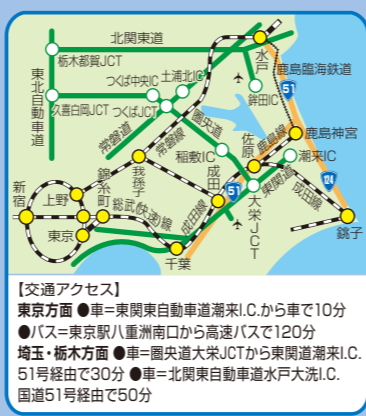 北関東道
水戸
栃木都賀JCT
土浦北IC
つくば中央IC
鹿島臨海鉄道
51
鉾田IC
東北自動車道
久喜白岡JCT
つくばJCT
常磐道
常磐線
圏央道
佐原
鹿島線
鹿島神宮
稲敷IC
潮来IC
124
新宿
上野
錦糸町
我孫子
成田
51
東関道
成田線
大栄JCT
総武(快速)線
成田線
東京
千葉
銚子
【交通アクセス】
東京方面 ●車=東関東自動車道潮来I.C.から車で10分
●バス=東京駅八重洲南口から高速バスで120分
埼玉・栃木方面 ●車=圏央道大栄JCTから東関道潮来I.C.
51号経由で30分 ●車=北関東自動車道水戸大洗I.C.
国道51号経由で50分